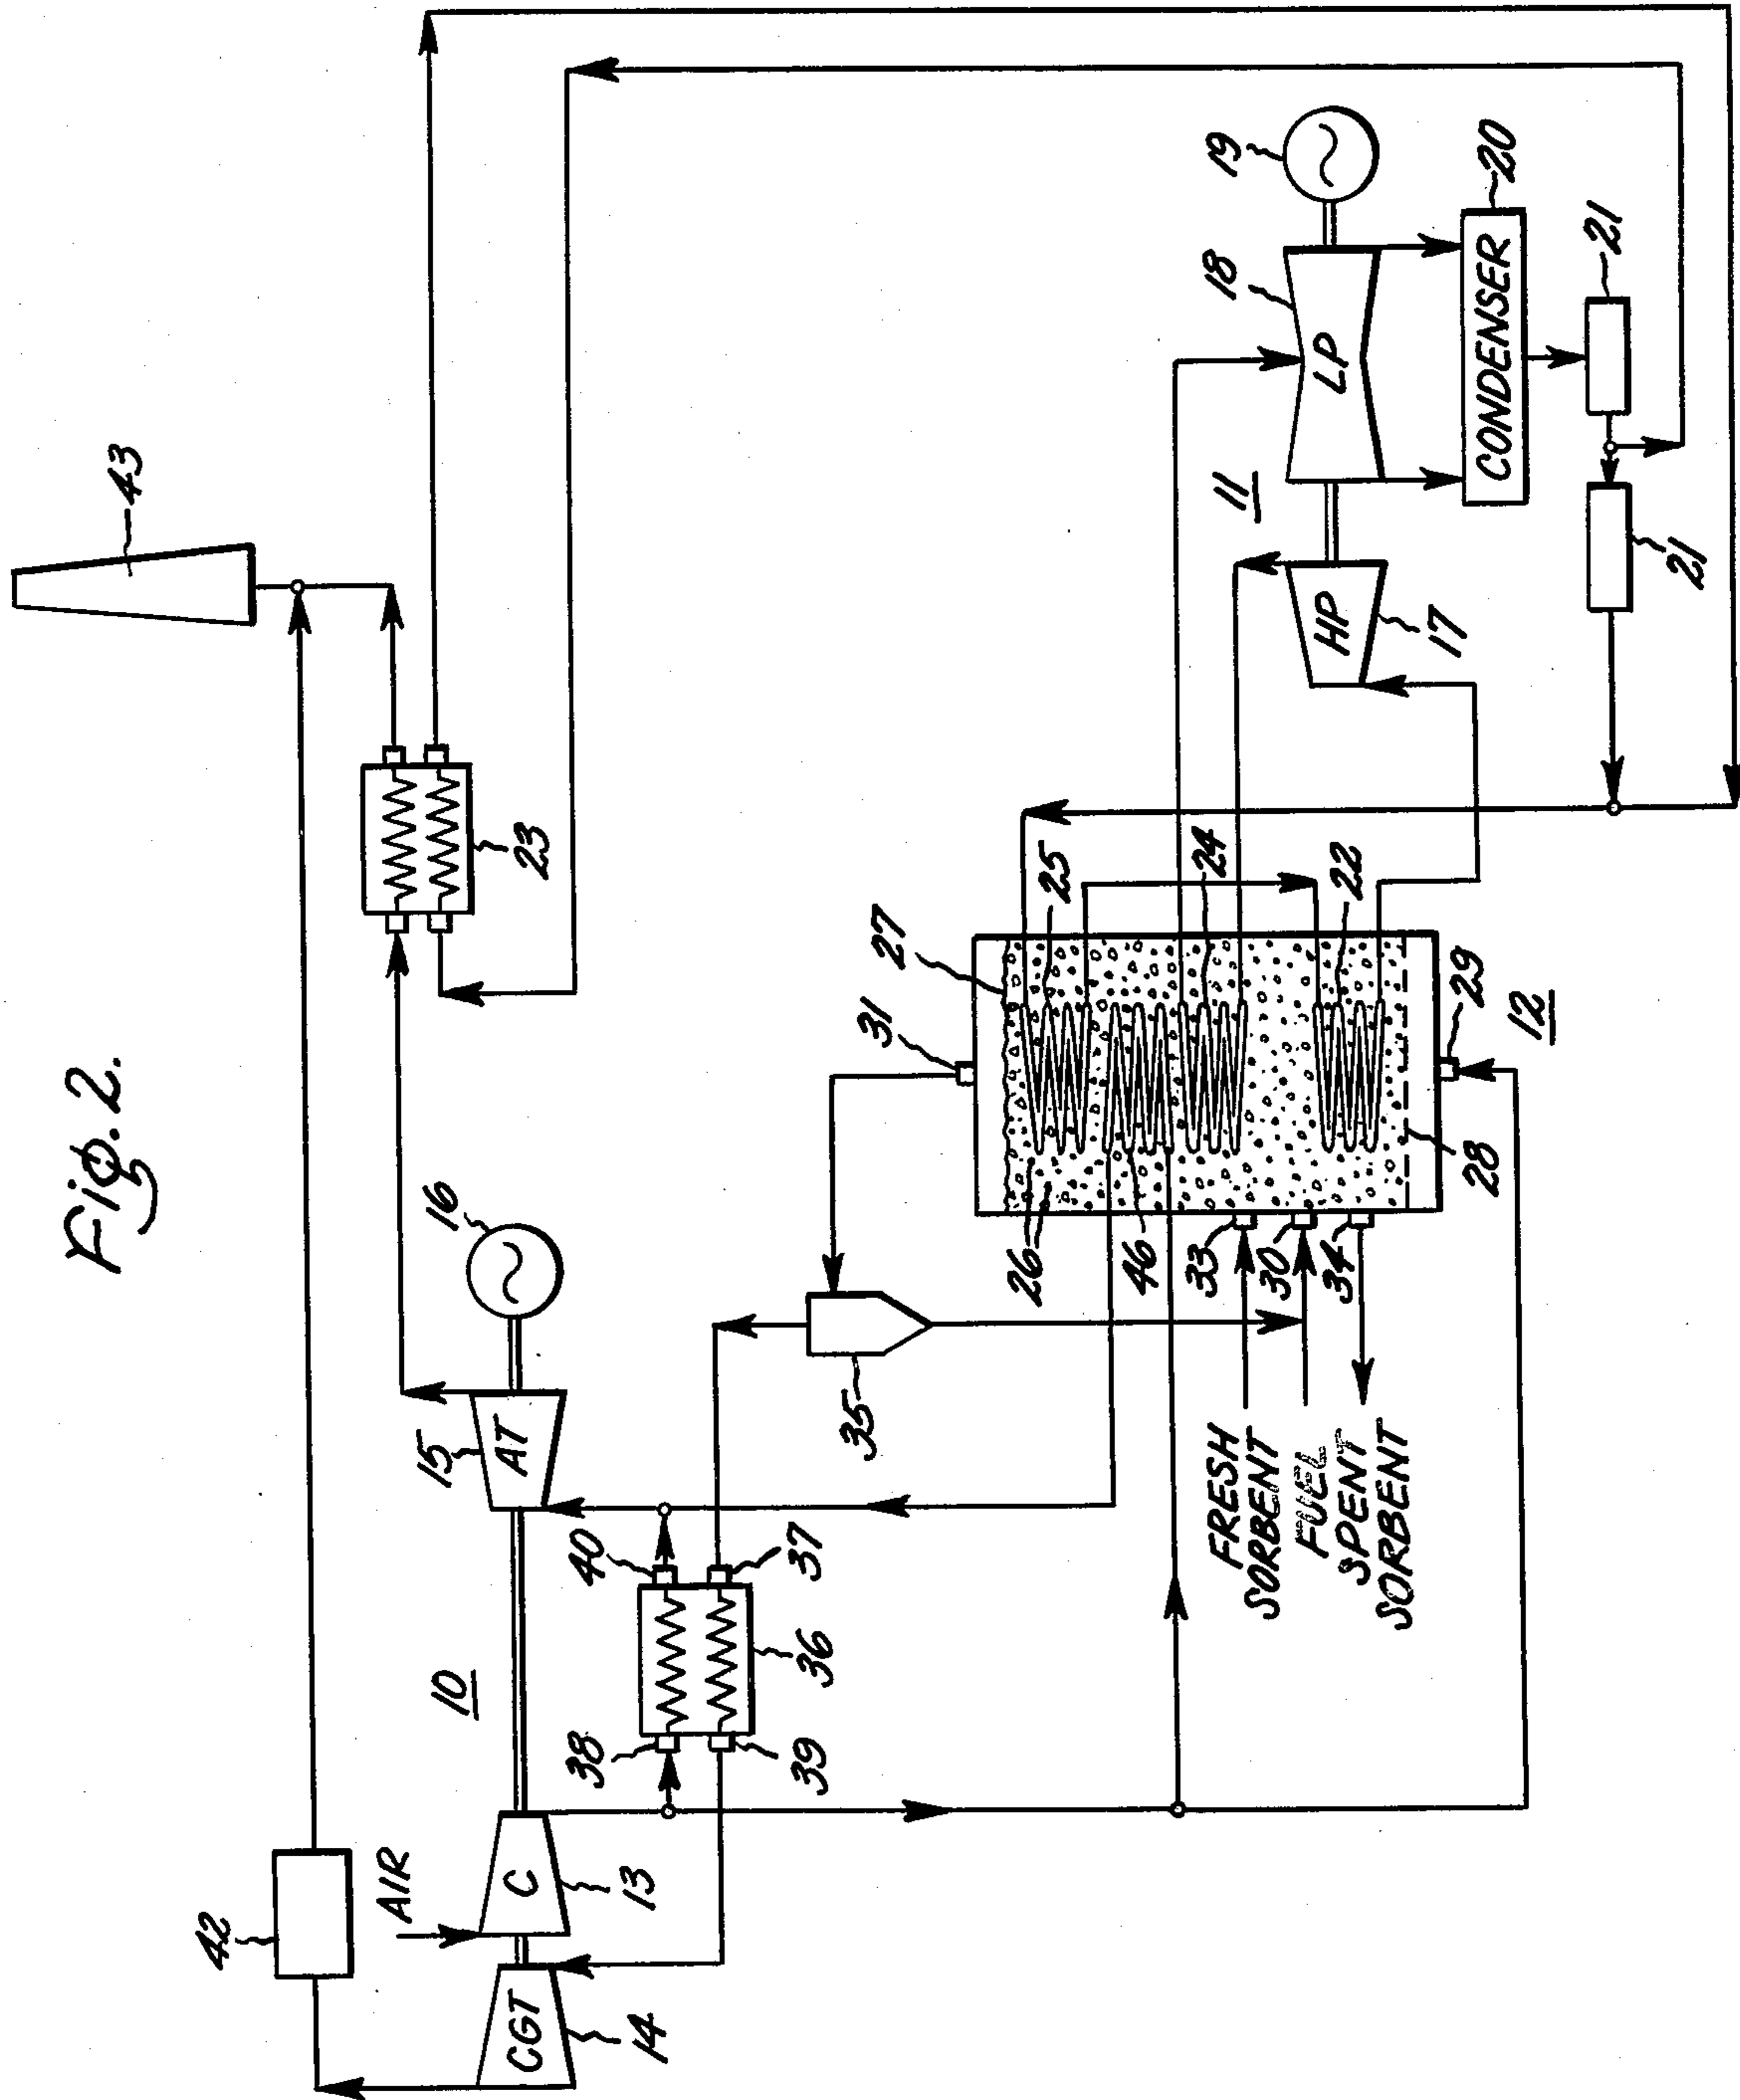 Fig. 2.
43
42
AIR
CGT
14
C
13
10
AT
15
16
23
38
40
39
37
36
35
31
27
25
24
22
26
46
33
30
34
28
29
12
FRESH
SORBENT
FUEL
SPENT
SORBENT
11
HP
17
LP
18
19
CONDENSER
20
21
21